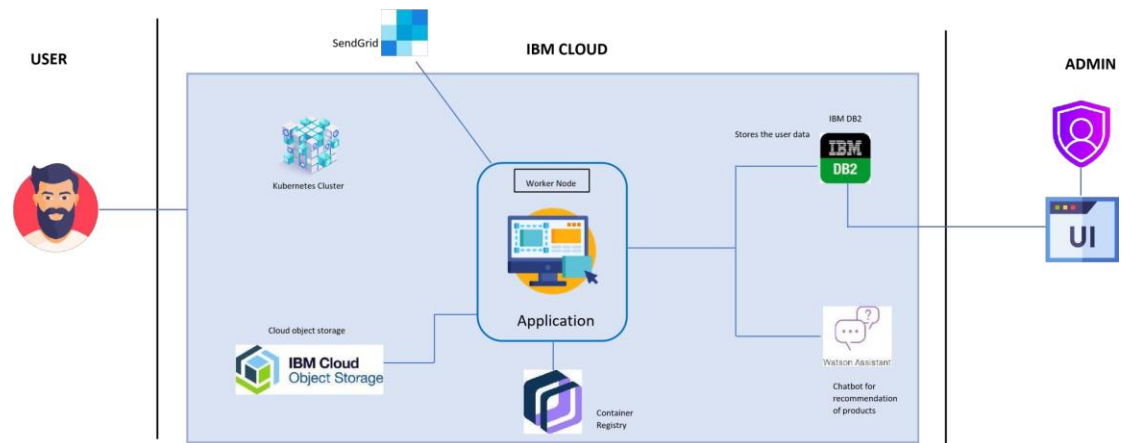 USER
SendGrid
IBM CLOUD
ADMIN
Kubernetes Cluster
Worker Node
Application
Stores the user data
IBM DB2
IBM
DB2
UI
Cloud object storage
IBM Cloud
Object Storage
Container
Registry
?
...
Watson Assistant
Chatbot for
recommendation
of products